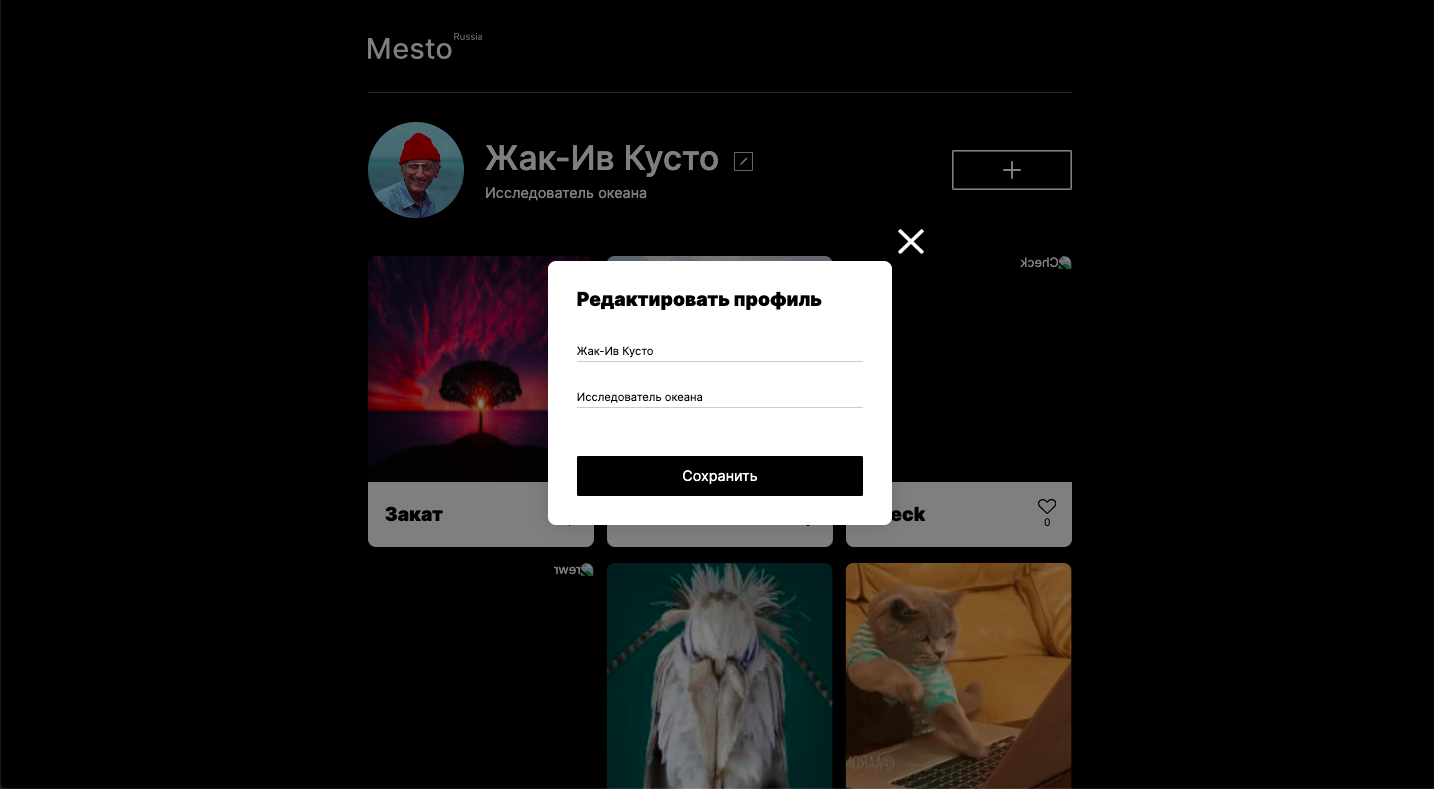 Mesto Russia
Жак-Ив Кусто
Исследователь океана
Check
Редактировать профиль
Жак-Ив Кусто
Исследователь океана
Сохранить
Закат
eck
0
rewr